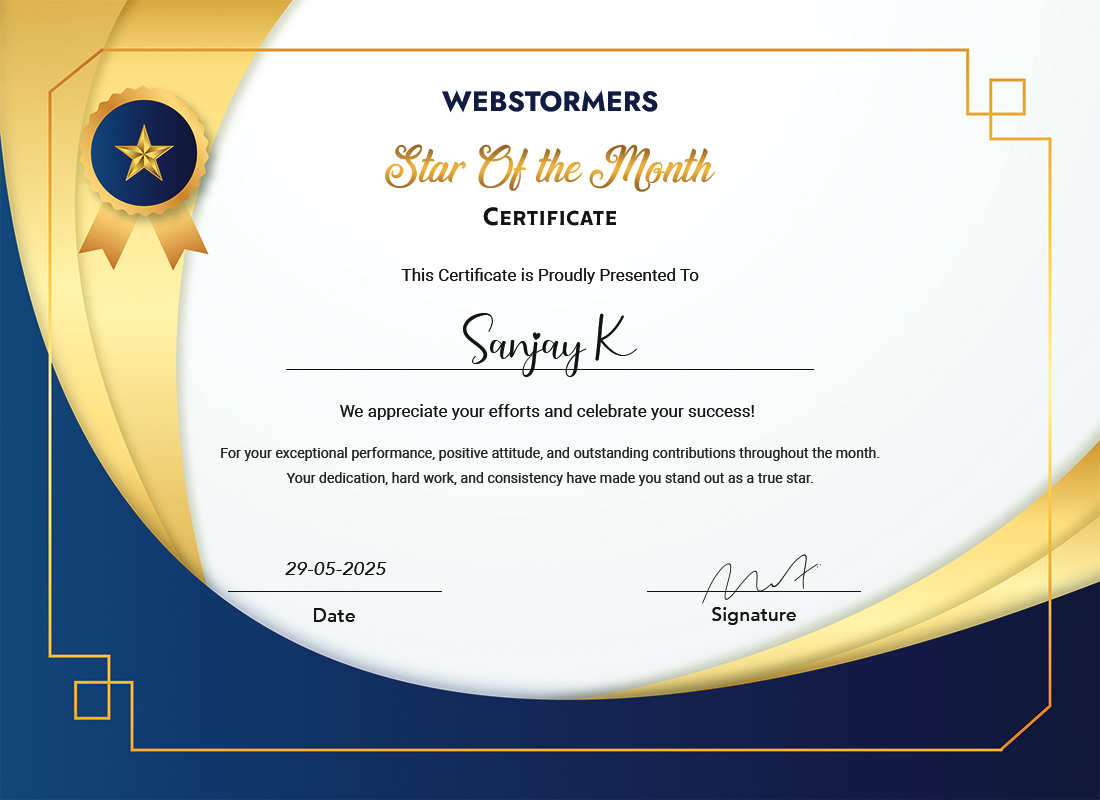 WEBSTORMERS
Star Of the Month
CERTIFICATE
This Certificate is Proudly Presented To
Sanjay K
We appreciate your efforts and celebrate your success!
For your exceptional performance, positive attitude, and outstanding contributions throughout the month.
Your dedication, hard work, and consistency have made you stand out as a true star.
29-05-2025
Date
Signature